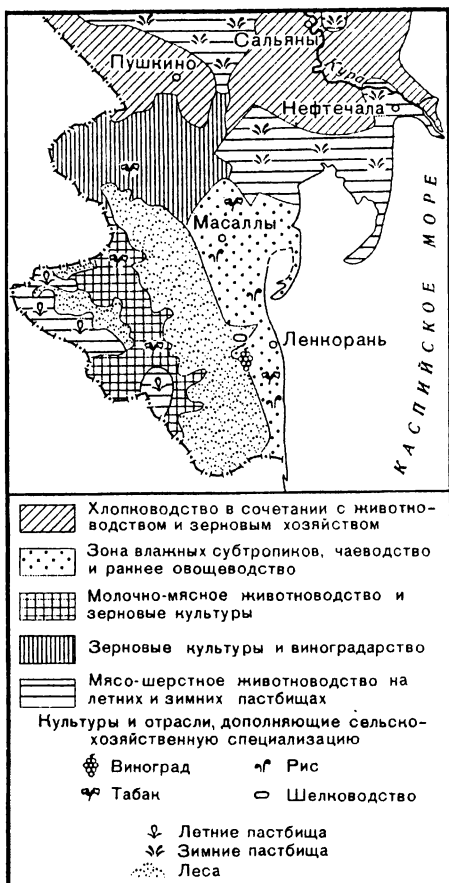 Сальяны
Пушкино
Кура
Нефтечала
Масаллы
Ленкорань
КАСПИЙСКОЕ МОРЕ
Хлопководство в сочетании с животно-
водством и зерновым хозяйством
Зона влажных субтропиков, чаеводство
и раннее овощеводство
Молочно-мясное животноводство и
зерновые культуры
Зерновые культуры и виноградарство
Мясо-шерстное животноводство на
летних и зимних пастбищах
Культуры и отрасли, дополняющие сельско-
хозяйственную специализацию
Виноград
Рис
Табак
Шелководство
Летние пастбища
Зимние пастбища
Леса